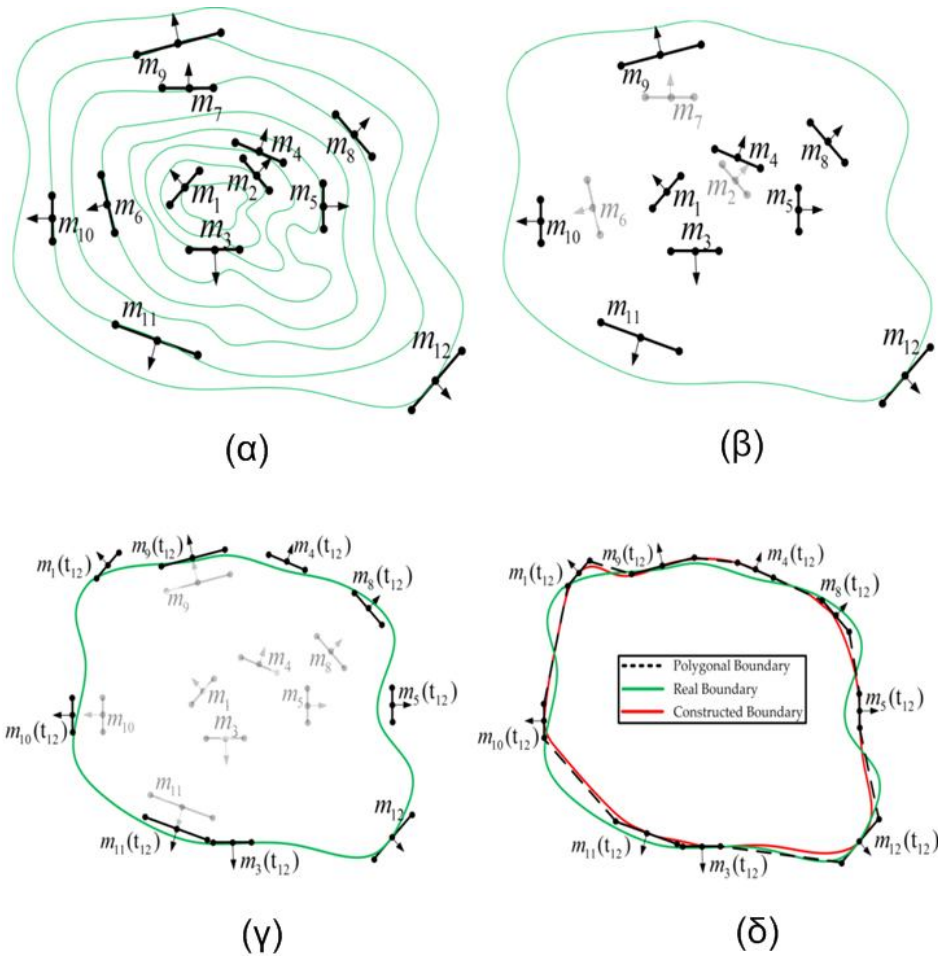 m₉
m₇
m₈
m₄
m₂
m₁
m₅
m₆
m₁₀
m₃
m₁₁
m₁₂
(α)
m₉
m₇
m₄
m₈
m₂
m₁
m₅
m₆
m₁₀
m₃
m₁₁
m₁₂
(β)
m₁(t₁₂)
m₉(t₁₂)
m₄(t₁₂)
m₈(t₁₂)
m₉
m₄
m₈
m₁
m₅
m₅(t₁₂)
m₁₀(t₁₂)
m₁₀
m₃
m₁₁
m₁₂
m₁₁(t₁₂)
m₃(t₁₂)
(γ)
m₁(t₁₂)
m₉(t₁₂)
m₄(t₁₂)
m₈(t₁₂)
Polygonal Boundary
Real Boundary
Constructed Boundary
m₅(t₁₂)
m₁₀(t₁₂)
m₁₁(t₁₂)
m₃(t₁₂)
m₁₂(t₁₂)
(δ)